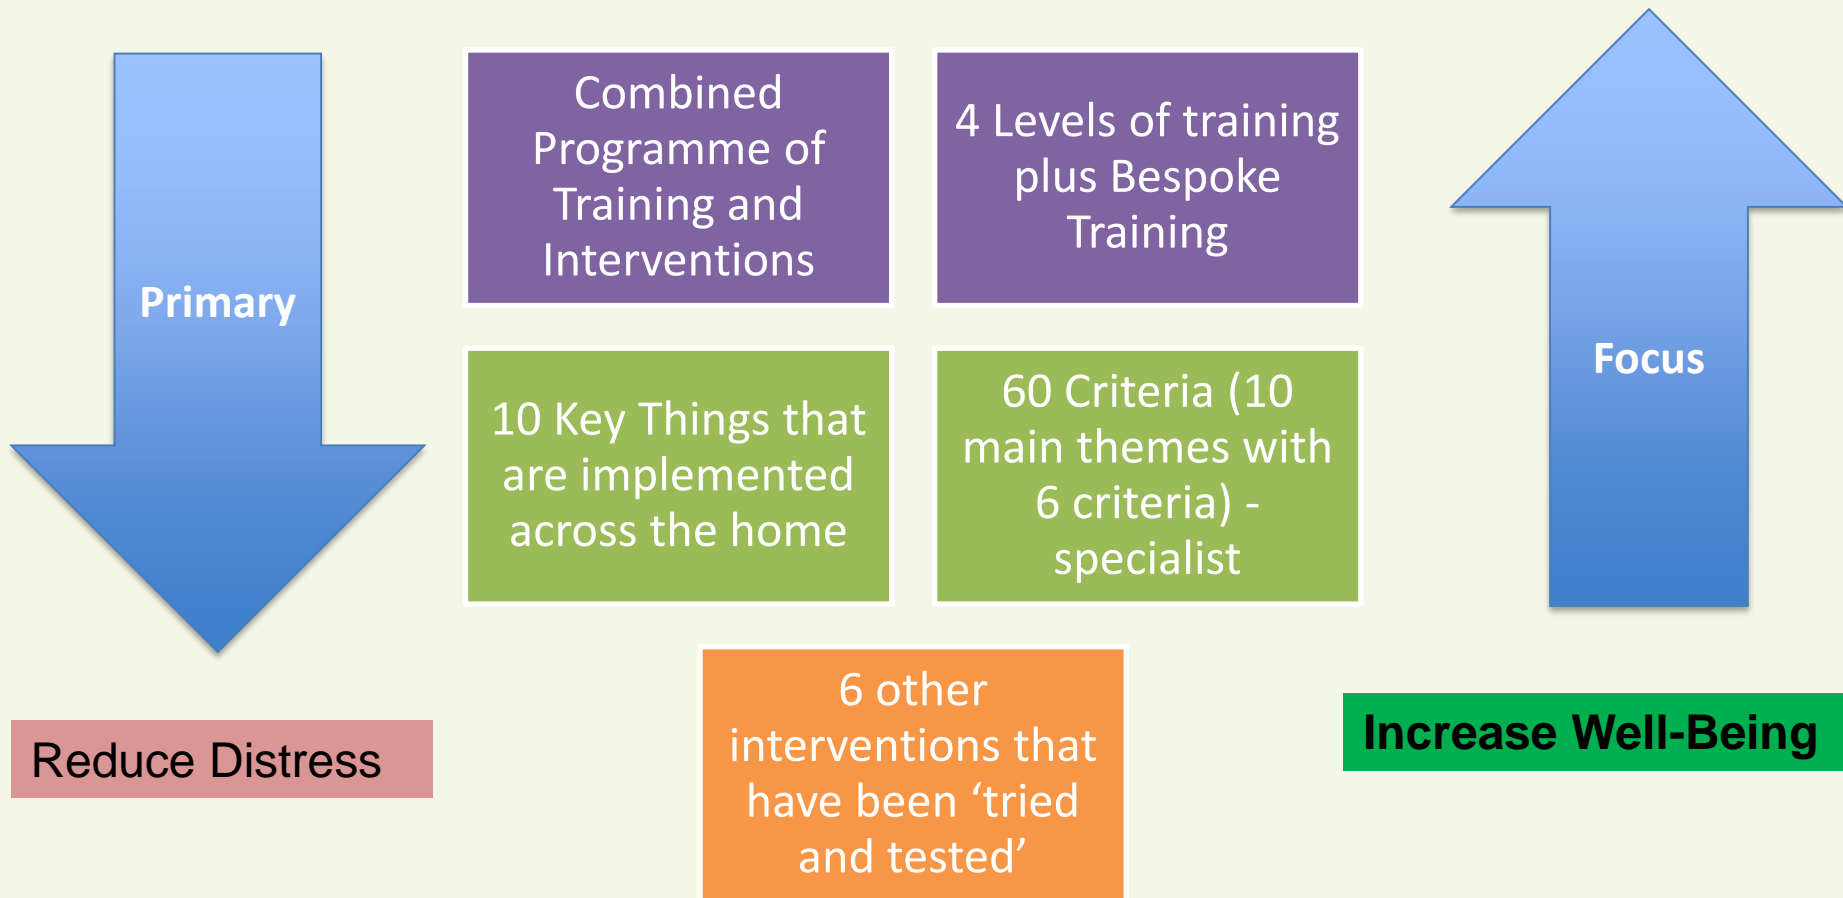 Primary
Combined
Programme of
Training and
Interventions
4 Levels of training
plus Bespoke
Training
Focus
10 Key Things that
are implemented
across the home
60 Criteria (10
main themes with
6 criteria) -
specialist
Reduce Distress
6 other
interventions that
have been ‘tried
and tested’
Increase Well-Being